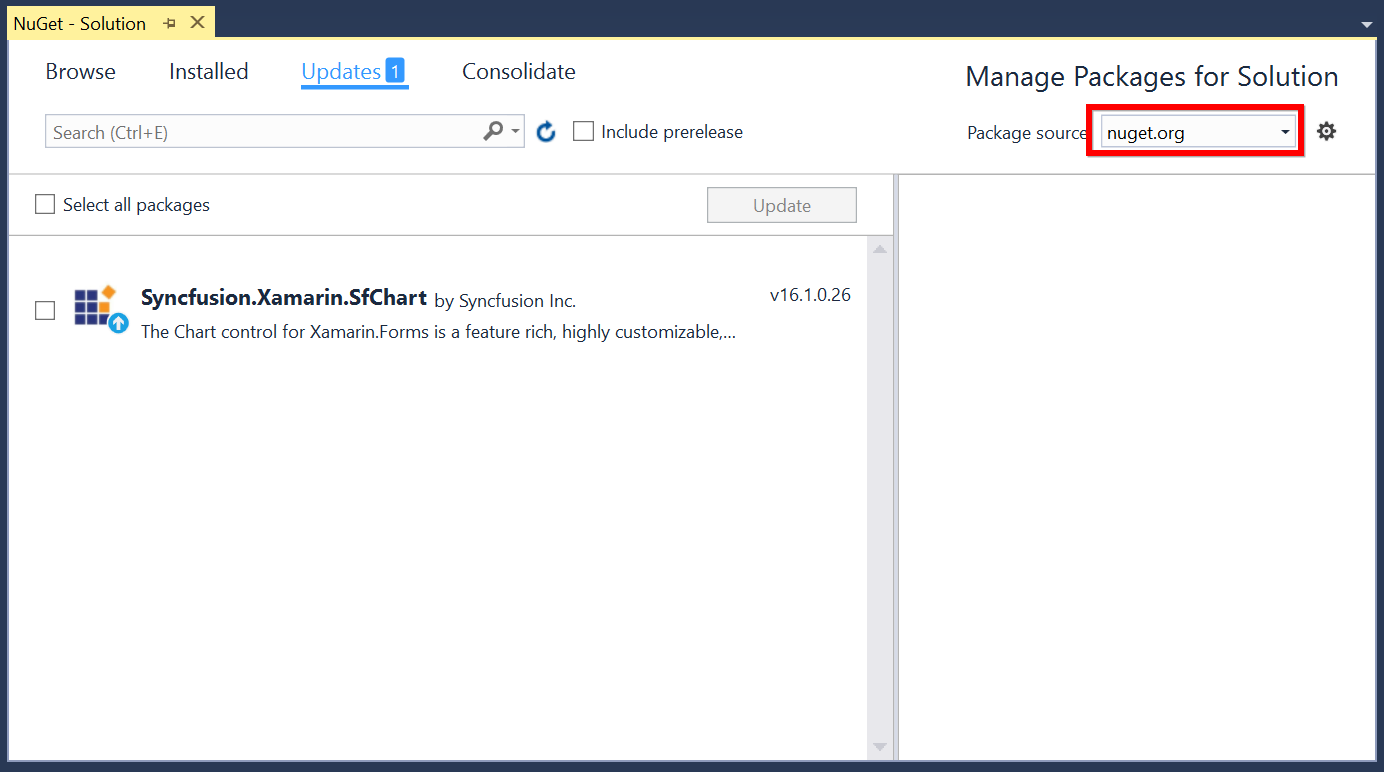 NuGet - Solution
Browse Installed Updates 1 Consolidate
Manage Packages for Solution
Search (Ctrl+E)
Include prerelease
Package source
nuget.org
Select all packages
Update
Syncfusion.Xamarin.SfChart by Syncfusion Inc.
v16.1.0.26
The Chart control for Xamarin.Forms is a feature rich, highly customizable,...